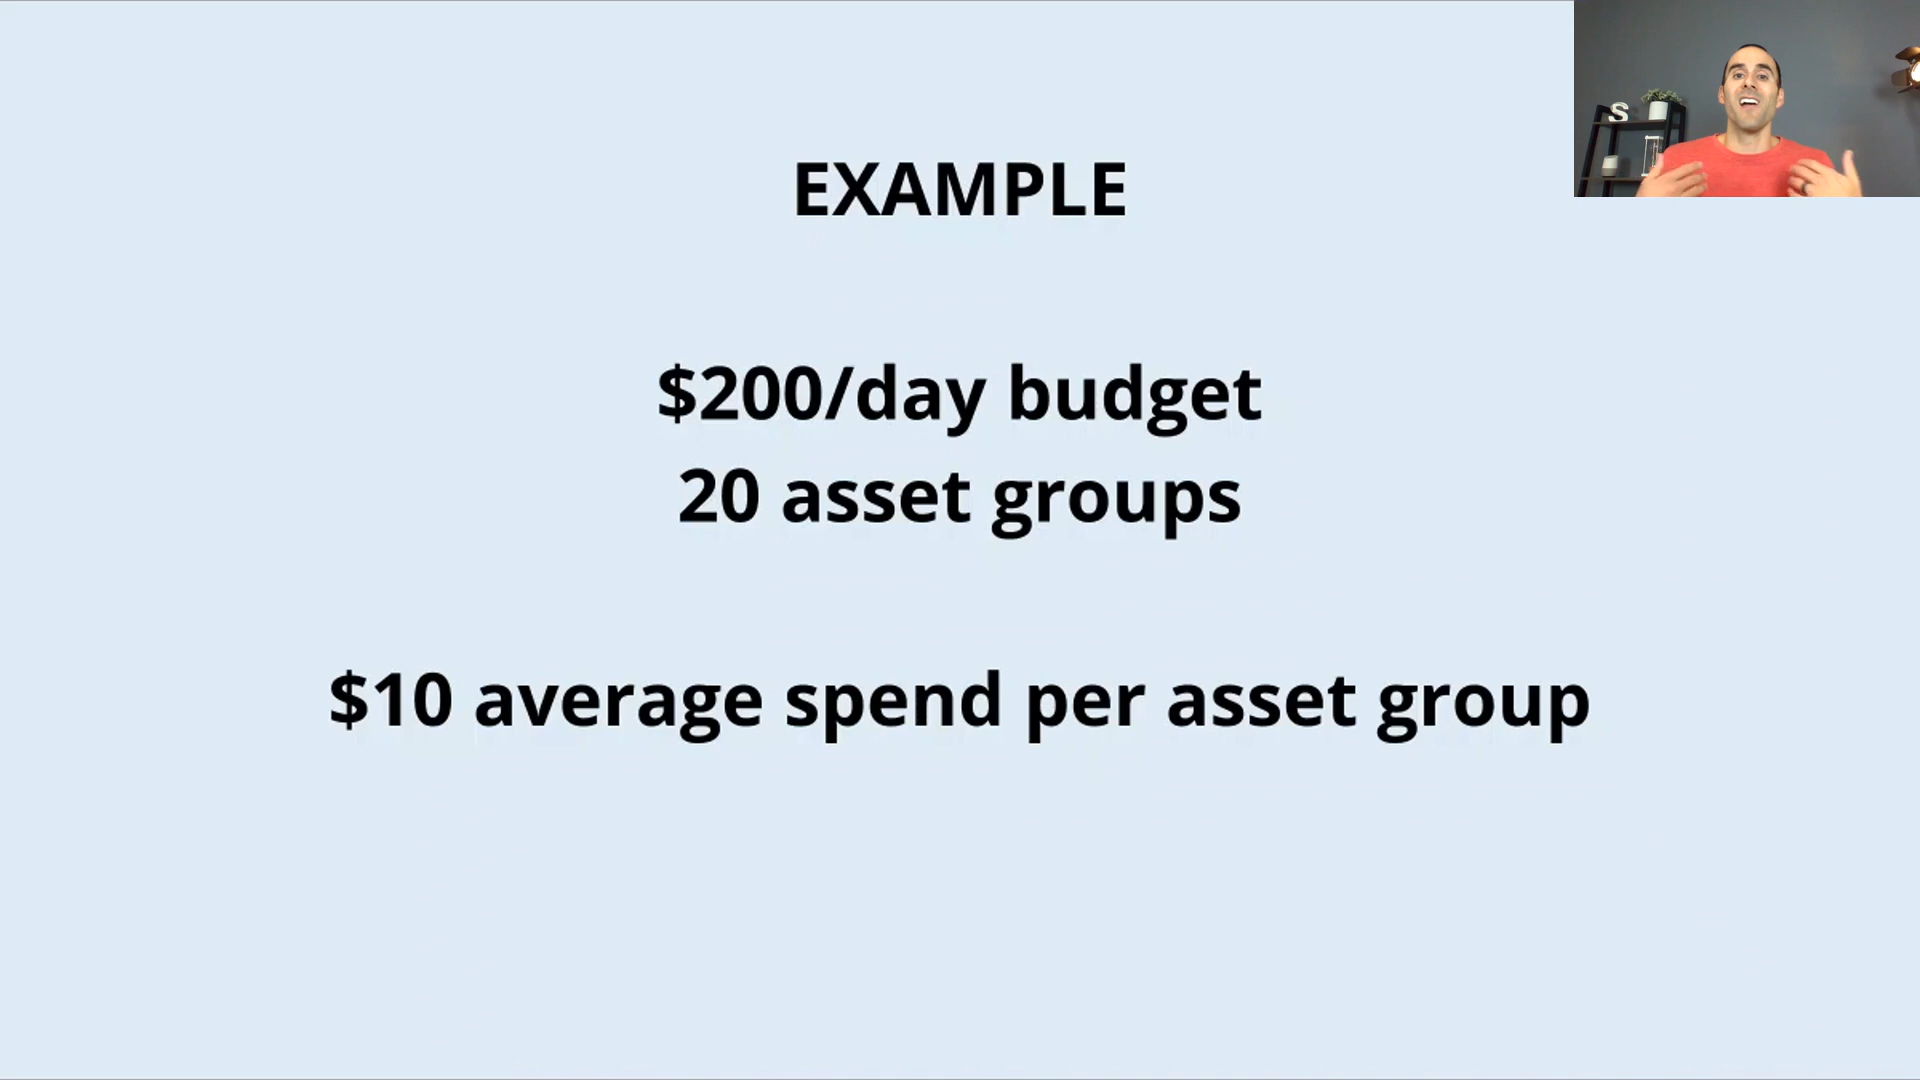 EXAMPLE
$200/day budget
20 asset groups
$10 average spend per asset group
S